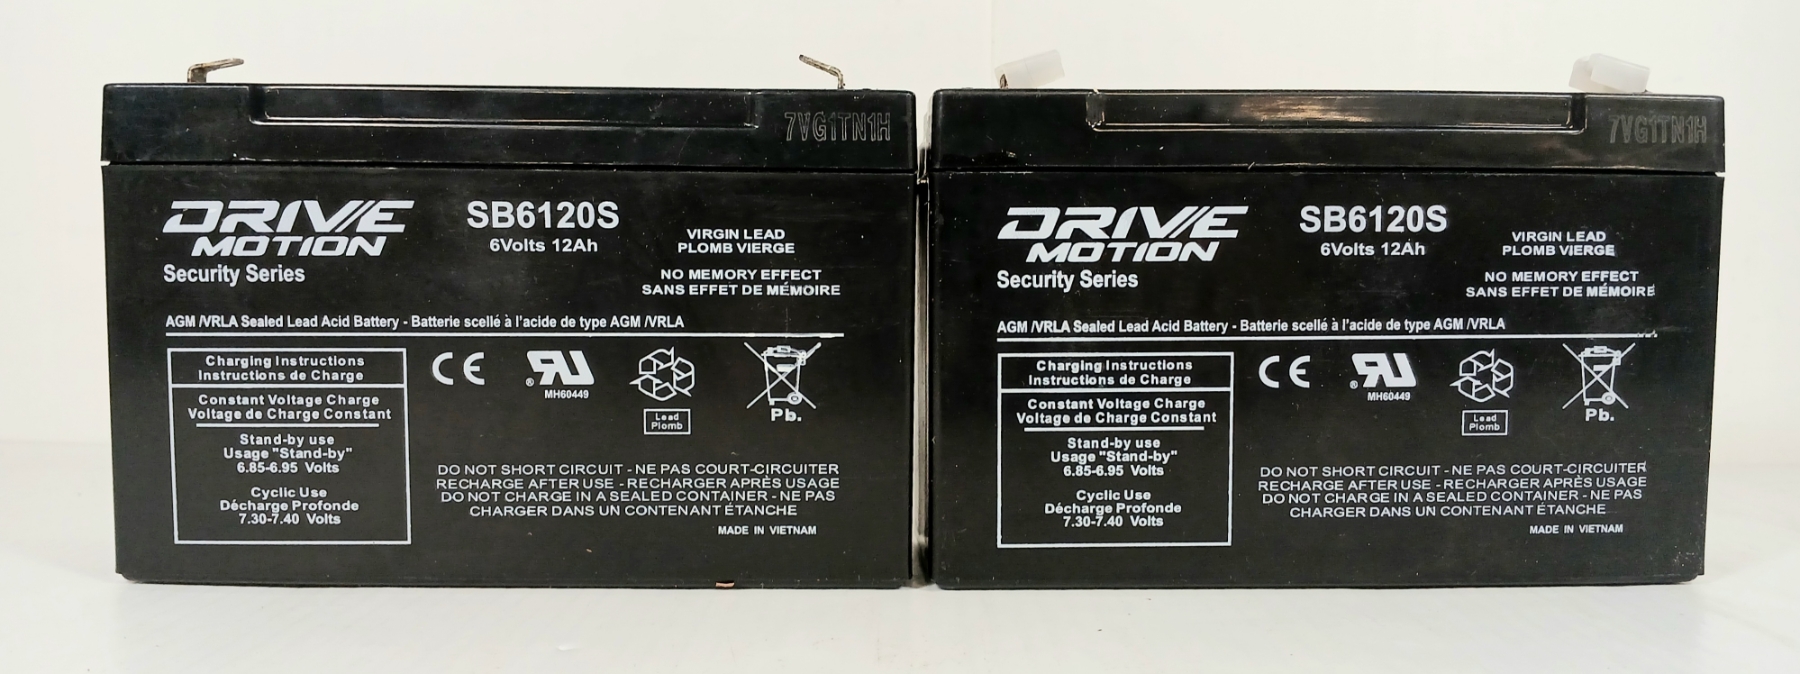 7VG1TN1H
DRIVE
MOTION
Security Series
SB6120S
6Volts 12Ah
VIRGIN LEAD
PLOMB VIERGE
NO MEMORY EFFECT
SANS EFFET DE MÉMOIRE
AGM /VRLA Sealed Lead Acid Battery - Batterie scellé à l'acide de type AGM /VRLA
Charging Instructions
Instructions de Charge
Constant Voltage Charge
Voltage de Charge Constant
Stand-by use
Usage "Stand-by"
6.85-6.95 Volts
Cyclic Use
Décharge Profonde
7.30-7.40 Volts
CE
® RU
MH60449
Lead
Plomb
Pb.
DO NOT SHORT CIRCUIT - NE PAS COURT-CIRCUITER
RECHARGE AFTER USE - RECHARGER APRÈS USAGE
DO NOT CHARGE IN A SEALED CONTAINER - NE PAS
CHARGER DANS UN CONTENANT ÉTANCHE
MADE IN VIETNAM
7VG1TN1H
DRIVE
MOTION
Security Series
SB6120S
6Volts 12Ah
VIRGIN LEAD
PLOMB VIERGE
NO MEMORY EFFECT
SANS EFFET DE MÉMOIRE
AGM /VRLA Sealed Lead Acid Battery - Batterie scellé à l'acide de type AGM /VRLA
Charging Instructions
Instructions de Charge
Constant Voltage Charge
Voltage de Charge Constant
Stand-by use
Usage "Stand-by"
6.85-6.95 Volts
Cyclic Use
Décharge Profonde
7.30-7.40 Volts
CE
® RU
MH60449
Lead
Plomb
Pb.
DO NOT SHORT CIRCUIT - NE PAS COURT-CIRCUITER
RECHARGE AFTER USE - RECHARGER APRÈS USAGE
DO NOT CHARGE IN A SEALED CONTAINER - NE PAS
CHARGER DANS UN CONTENANT ÉTANCHE
MADE IN VIETNAM